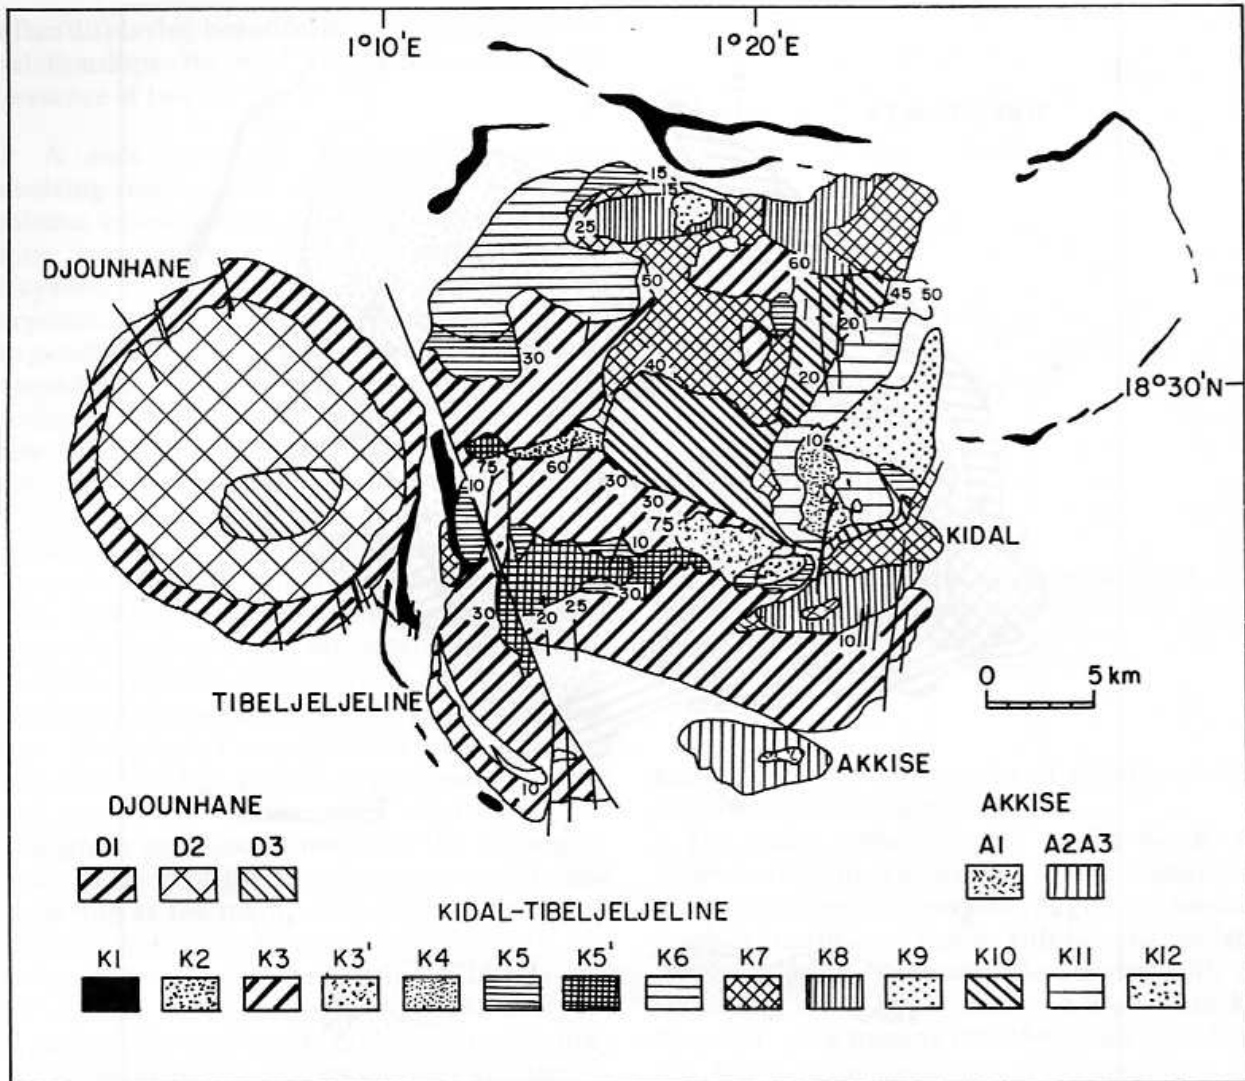 1°10'E 1°20'E
15
15
25
DJOUNHANE
60
50
45 50
20
30
40
20
18°30'N
10
75
60
10
30
30
75
10
KIDAL
30
30
25
20
10
0 5 km
TIBELJELJELINE
AKKISE
10
DJOUNHANE AKKISE
D1 D2 D3 A1 A2A3
KIDAL-TIBELJELJELINE
K1 K2 K3 K3' K4 K5 K5' K6 K7 K8 K9 K10 K11 K12